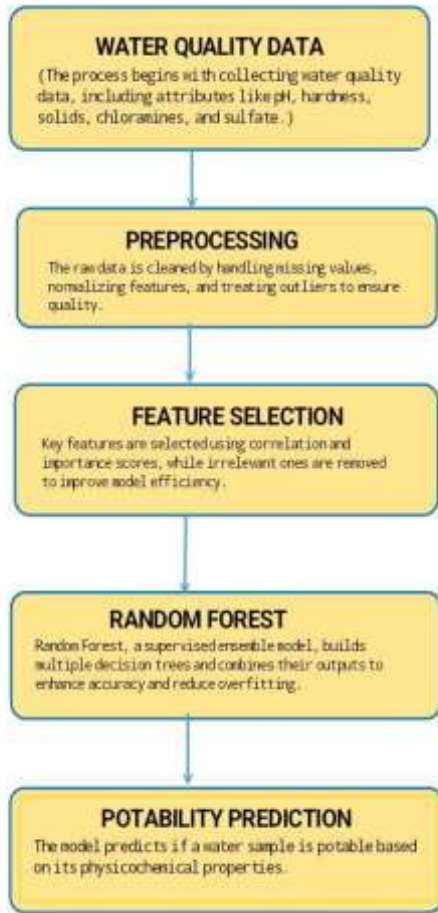 WATER QUALITY DATA
(The process begins with collecting water quality
data, including attributes like pH, hardness,
solids, chloramines, and sulfate.)
PREPROCESSING
The raw data is cleaned by handling missing values,
normalizing features, and treating outliers to ensure
quality.
FEATURE SELECTION
Key features are selected using correlation and
importance scores, while irrelevant ones are removed
to improve model efficiency.
RANDOM FOREST
Random Forest, a supervised ensemble model, builds
multiple decision trees and combines their outputs to
enhance accuracy and reduce overfitting.
POTABILITY PREDICTION
The model predicts if a water sample is potable based
on its physicochemical properties.